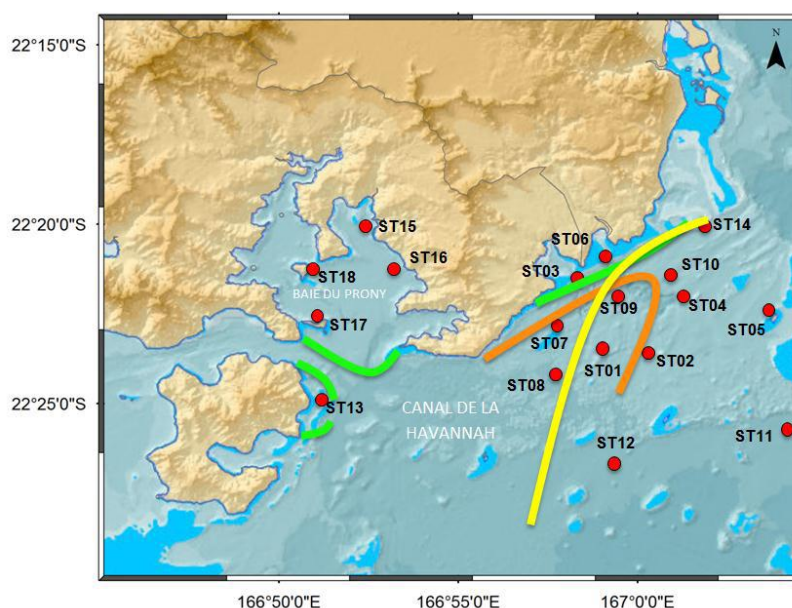 22°15'0"S
N
22°20'0"S
ST15
ST06
ST14
ST18
ST16
ST03
ST10
BAIE DU PRONY
ST09
ST04
ST17
ST07
ST05
ST01
ST02
ST08
22°25'0"S
ST13
CANAL DE LA
HAVANNAH
ST12
ST11
166°50'0"E
166°55'0"E
167°0'0"E